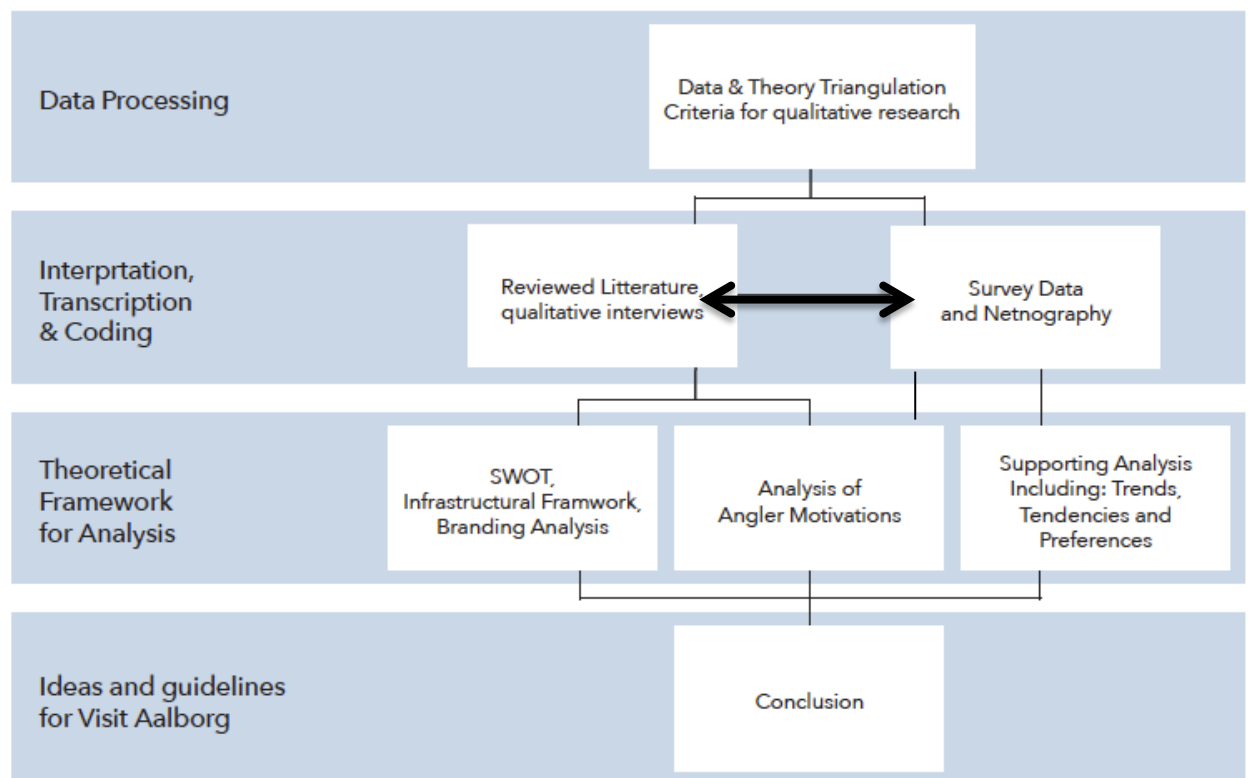 Data Processing
Data & Theory Triangulation
Criteria for qualitative research
Interprtation,
Transcription
& Coding
Reviewed Litterature,
qualitative interviews
Survey Data
and Netnography
Theoretical
Framework
for Analysis
SWOT,
Infrastructural Framwork,
Branding Analysis
Analysis of
Angler Motivations
Supporting Analysis
Including: Trends,
Tendencies and
Preferences
Ideas and guidelines
for Visit Aalborg
Conclusion